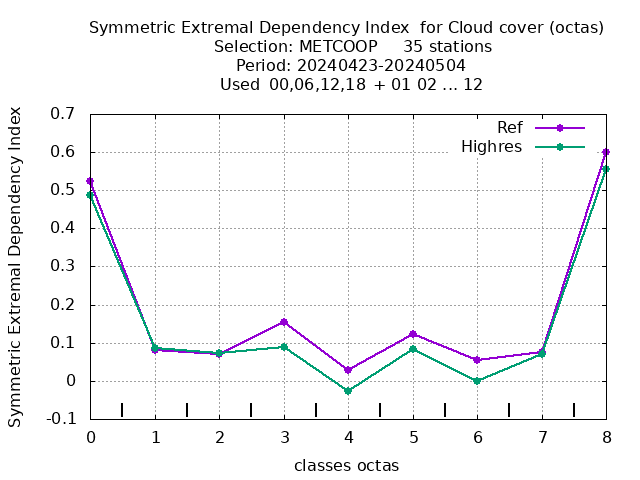 Symmetric Extremal Dependency Index  for Cloud cover (octas)
Selection: METCOOP     35 stations
Period: 20240423-20240504
Used  00,06,12,18  + 01 02 ... 12
Symmetric Extremal Dependency Index
0.7
0.6
0.5
0.4
0.3
0.2
0.1
0
-0.1
Ref
Highres
0 1 2 3 4 5 6 7 8
classes octas